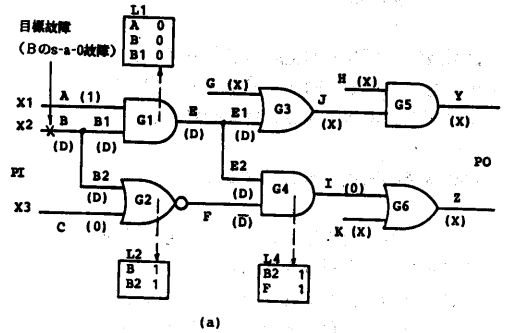 目標故障
(Bのs-a-0故障)
L1
A 0
B 0
B1 0
X1 A (1)
X2 B B1
(D) (D)
G1
E E1
(D) (D)
G (X)
G3
J
(X)
H (X)
G5
Y
(X)
PI
PO
B2
(D)
E2
(D)
G4
I (0)
G6
Z
(X)
K (X)
X3
C (0)
G2
F (D̅)
L2
B 1
B2 1
L4
B2 1
F 1
(a)